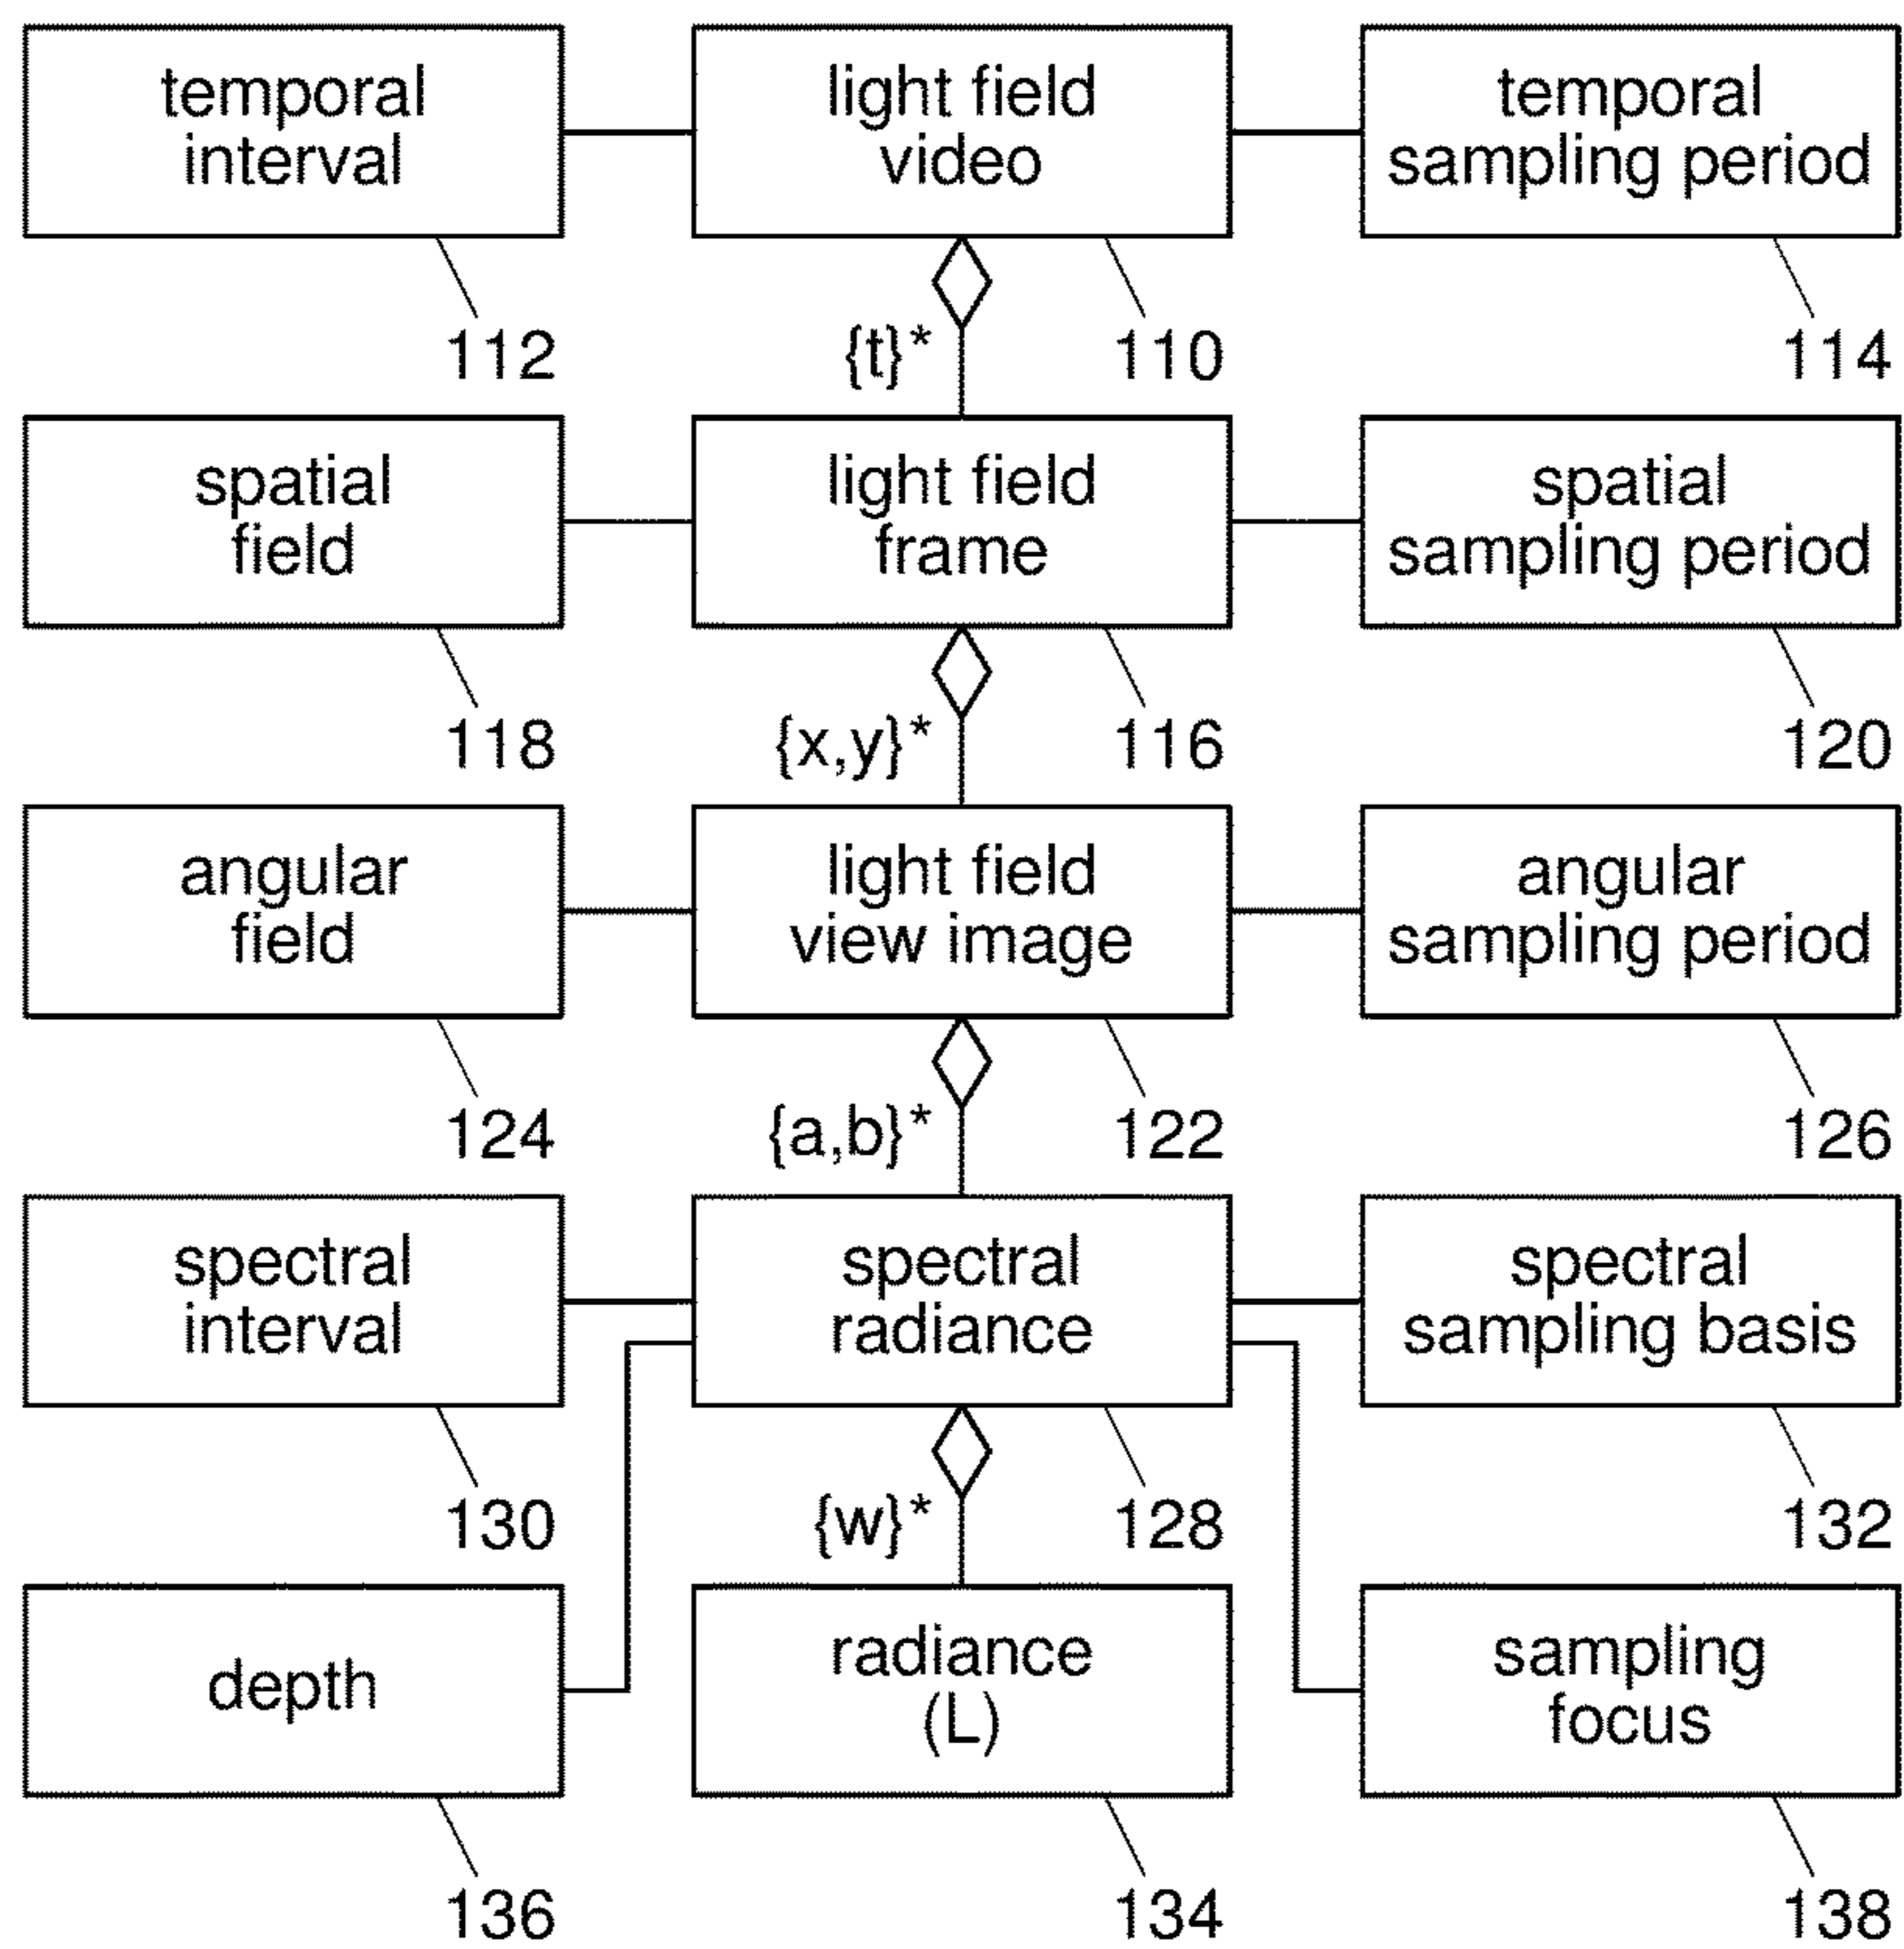 temporal
interval
light field
video
temporal
sampling period
112
{t}*
110
114
spatial
field
light field
frame
spatial
sampling period
118
{x,y}*
116
120
angular
field
light field
view image
angular
sampling period
124
{a,b}*
122
126
spectral
interval
spectral
radiance
spectral
sampling basis
130
{w}*
128
132
depth
radiance
(L)
sampling
focus
136
134
138